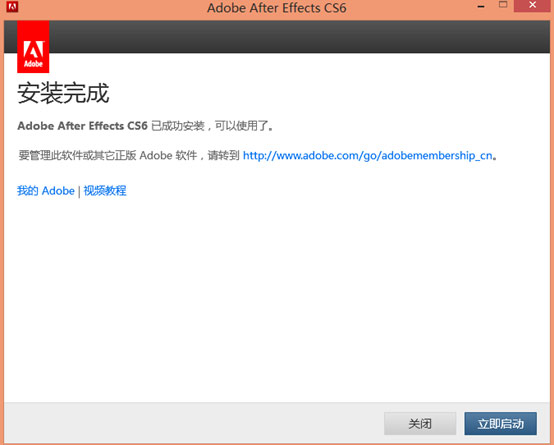 Adobe After Effects CS6
Adobe
安装完成
Adobe After Effects CS6 已成功安装，可以使用了。
要管理此软件或其它正版 Adobe 软件，请转到 http://www.adobe.com/go/adobemembership_cn。
我的 Adobe | 视频教程
关闭 立即启动